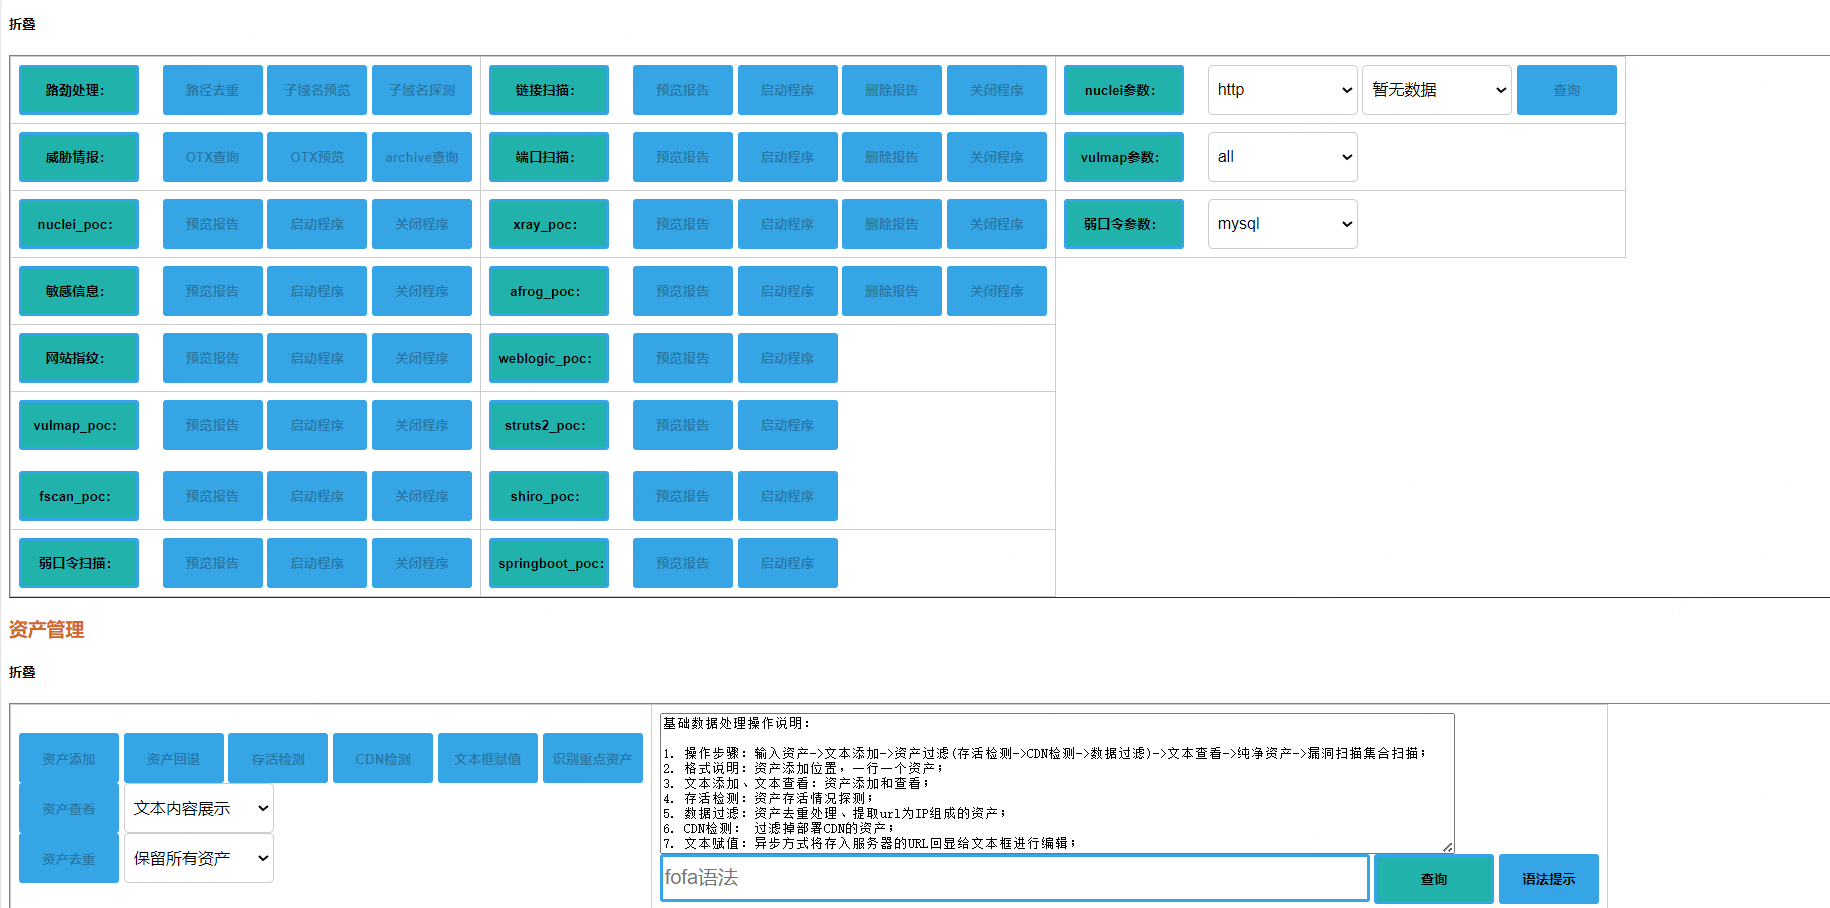 折叠
路劲处理： 路径去重 子域名预览 子域名探测 链接扫描： 预览报告 启动程序 删除报告 关闭程序 nuclei参数： http 暂无数据 查询
威胁情报： OTX查询 OTX预览 archive查询 端口扫描： 预览报告 启动程序 删除报告 关闭程序 vulmap参数： all
nuclei_poc: 预览报告 启动程序 关闭程序 xray_poc: 预览报告 启动程序 删除报告 关闭程序 弱口令参数： mysql
敏感信息： 预览报告 启动程序 关闭程序 afrog_poc: 预览报告 启动程序 删除报告 关闭程序
网站指纹： 预览报告 启动程序 关闭程序 weblogic_poc: 预览报告 启动程序
vulmap_poc: 预览报告 启动程序 关闭程序 struts2_poc: 预览报告 启动程序
fscan_poc: 预览报告 启动程序 关闭程序 shiro_poc: 预览报告 启动程序
弱口令扫描： 预览报告 启动程序 关闭程序 springboot_poc: 预览报告 启动程序
资产管理
折叠
资产添加 资产回退 存活检测 CDN检测 文本框赋值 识别重点资产
资产查看 文本内容展示
资产去重 保留所有资产
基础数据处理操作说明：
1. 操作步骤：输入资产->文本添加->资产过滤(存活检测->CDN检测->数据过滤)->文本查看->纯净资产->漏洞扫描集合扫描；
2. 格式说明：资产添加位置，一行一个资产；
3. 文本添加、文本查看：资产添加和查看；
4. 存活检测：资产存活情况探测；
5. 数据过滤：资产去重处理、提取url为IP组成的资产；
6. CDN检测： 过滤掉部署CDN的资产；
7. 文本赋值：异步方式将存入服务器的URL回显给文本框进行编辑；
fofa语法 查询 语法提示